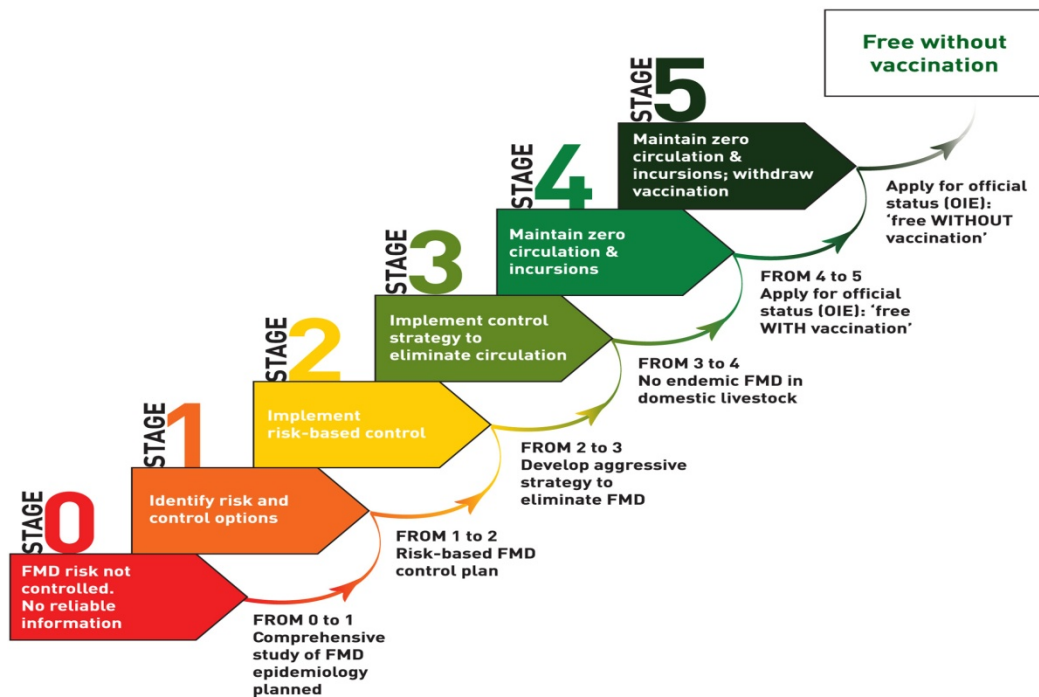 Free without
vaccination
STAGE 5
Maintain zero
circulation &
incursions; withdraw
vaccination
Apply for official
status (OIE):
‘free WITHOUT
vaccination’
STAGE 4
Maintain zero
circulation &
incursions
FROM 4 to 5
Apply for official
status (OIE): ‘free
WITH vaccination’
STAGE 3
Implement control
strategy to
eliminate circulation
FROM 3 to 4
No endemic FMD in
domestic livestock
STAGE 2
Implement
risk-based control
FROM 2 to 3
Develop aggressive
strategy to
eliminate FMD
STAGE 1
Identify risk and
control options
FROM 1 to 2
Risk-based FMD
control plan
STAGE 0
FMD risk not
controlled.
No reliable
information
FROM 0 to 1
Comprehensive
study of FMD
epidemiology
planned